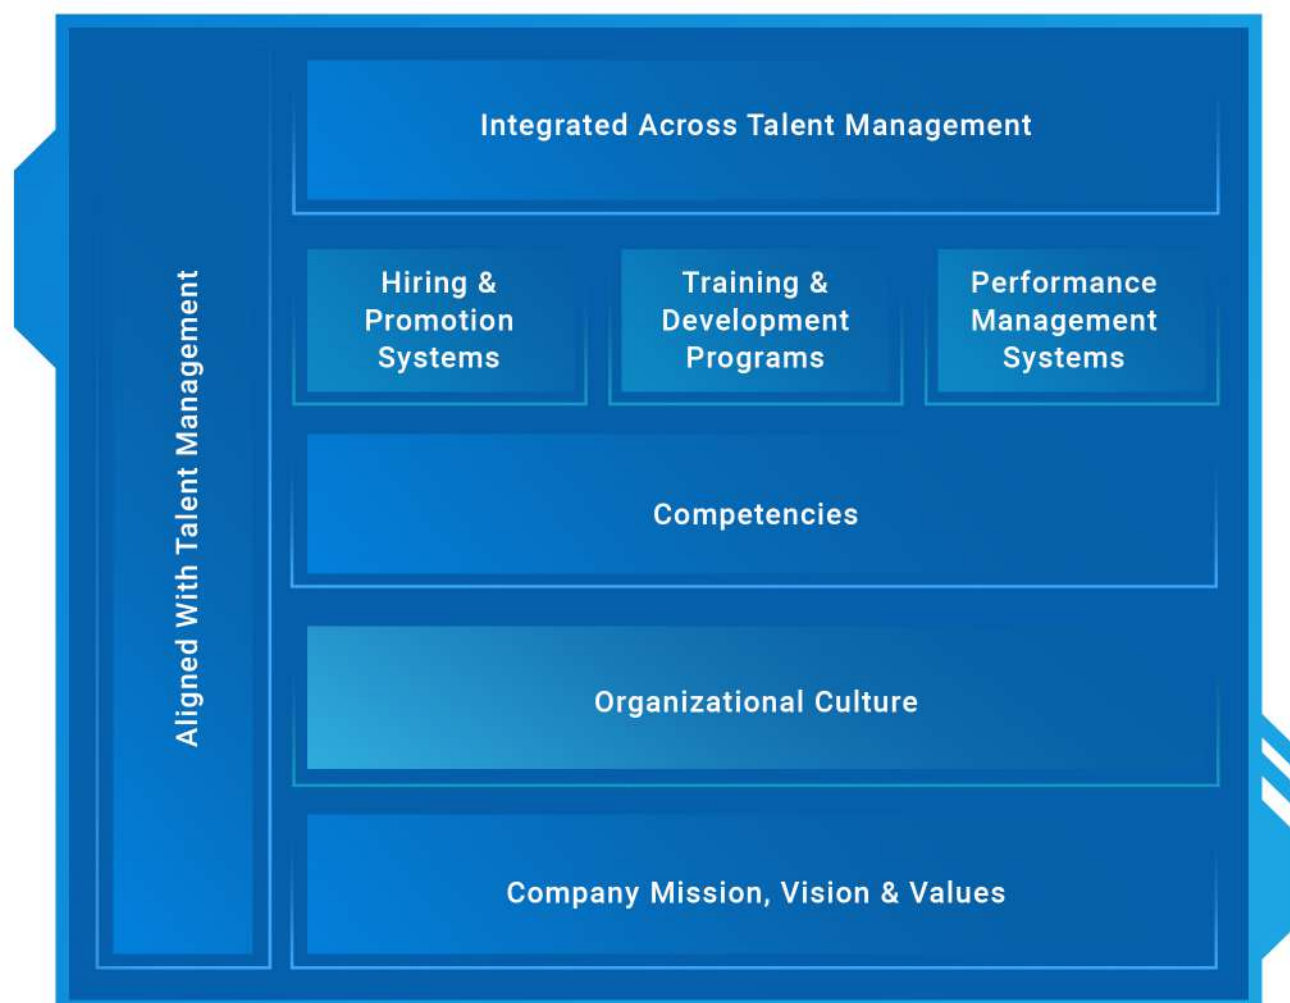 Integrated Across Talent Management
Hiring &
Promotion
Systems
Training &
Development
Programs
Performance
Management
Systems
Aligned With Talent Management
Competencies
Organizational Culture
Company Mission, Vision & Values